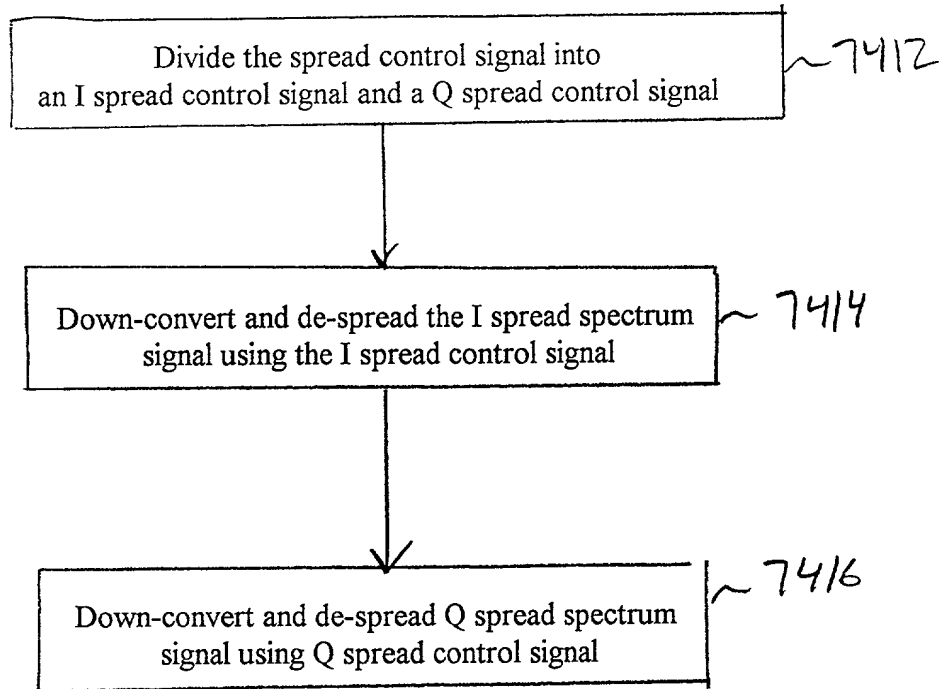 Divide the spread control signal into
an I spread control signal and a Q spread control signal
7412
Down-convert and de-spread the I spread spectrum
signal using the I spread control signal
7414
Down-convert and de-spread Q spread spectrum
signal using Q spread control signal
7416